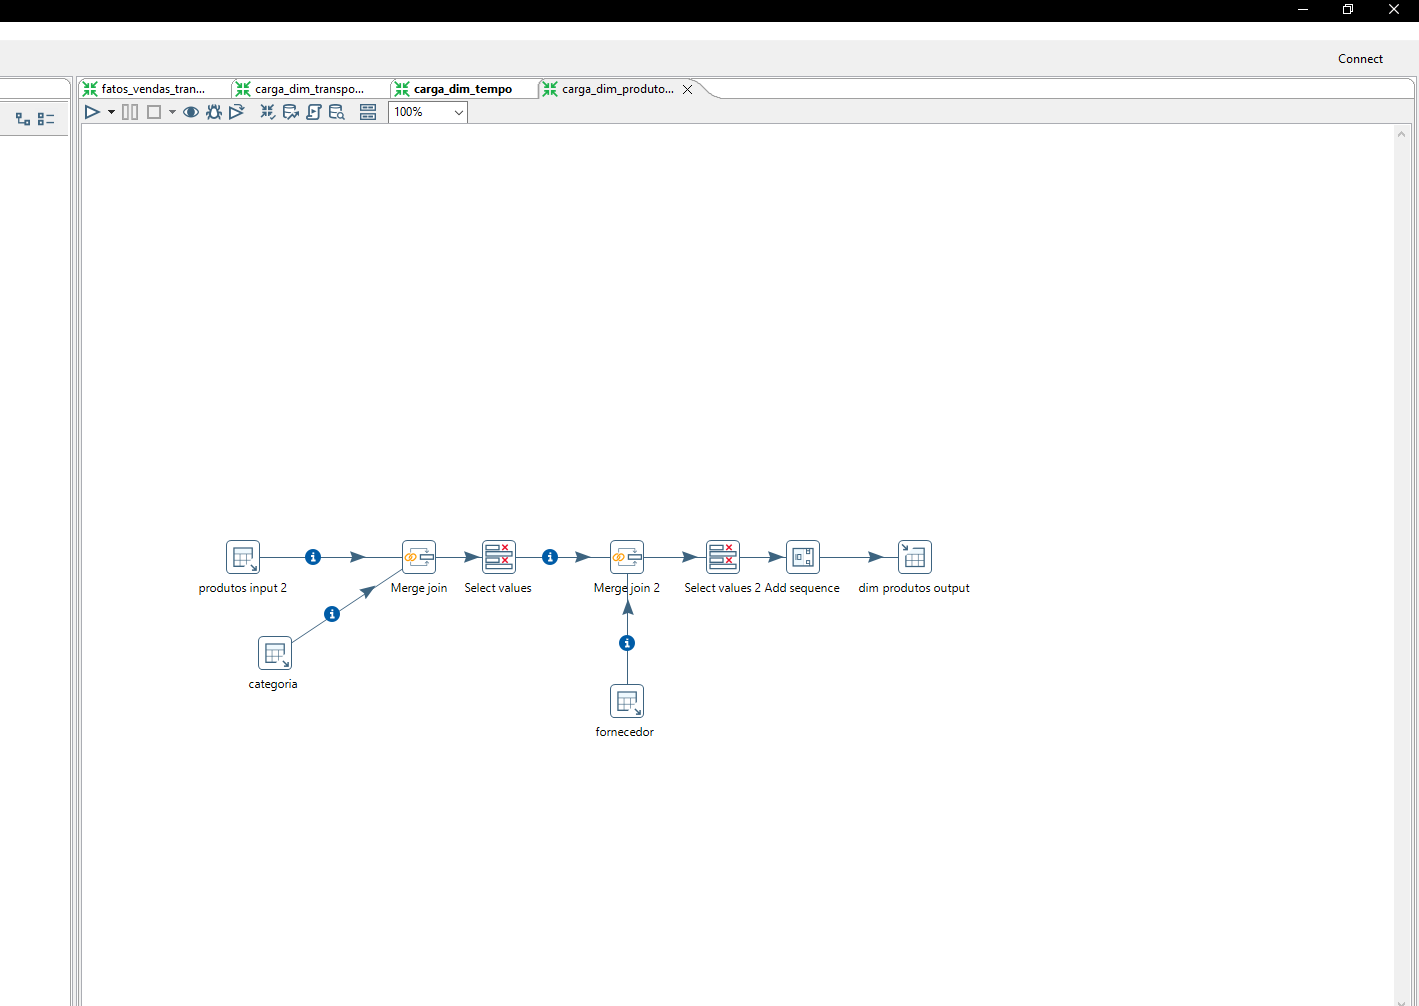 Connect
fatos_vendas_tran...
carga_dim_transpo...
carga_dim_tempo
carga_dim_produto...
100%
produtos input 2
Merge join
Select values
Merge join 2
Select values 2
Add sequence
dim produtos output
categoria
fornecedor